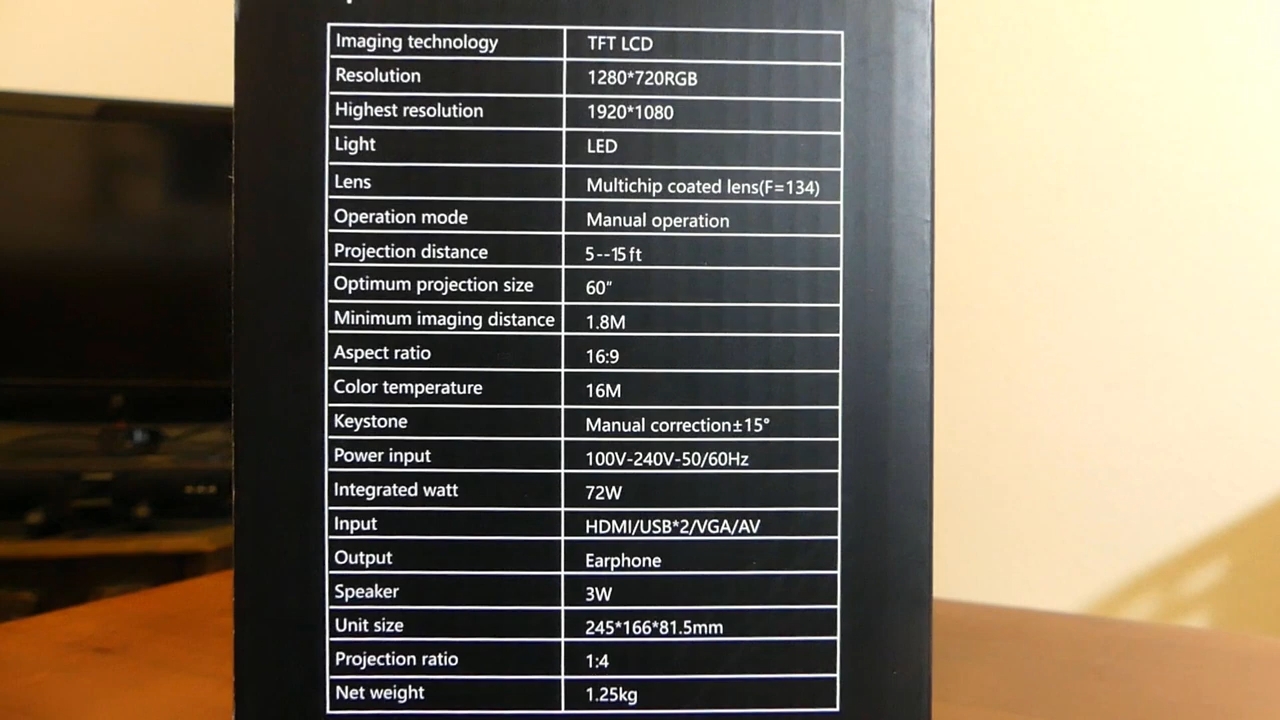 Imaging technology TFT LCD
Resolution 1280*720RGB
Highest resolution 1920*1080
Light LED
Lens Multichip coated lens(F=134)
Operation mode Manual operation
Projection distance 5--15ft
Optimum projection size 60"
Minimum imaging distance 1.8M
Aspect ratio 16:9
Color temperature 16M
Keystone Manual correction±15°
Power input 100V-240V-50/60Hz
Integrated watt 72W
Input HDMI/USB*2/VGA/AV
Output Earphone
Speaker 3W
Unit size 245*166*81.5mm
Projection ratio 1:4
Net weight 1.25kg